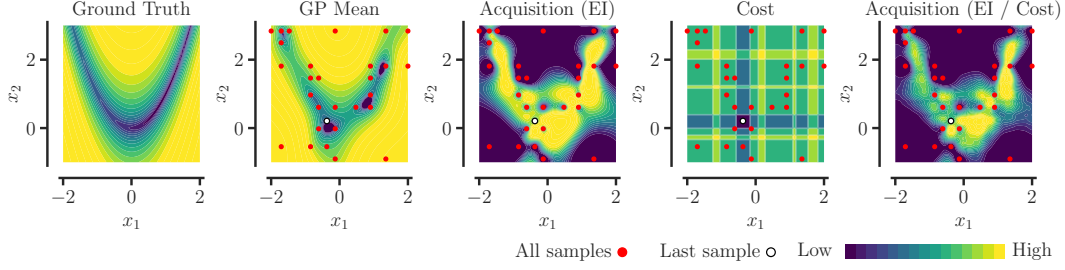 Ground Truth
GP Mean
Acquisition (EI)
Cost
Acquisition (EI / Cost)
x₂
2
0
−2
0
2
x₁
x₂
2
0
−2
0
2
x₁
x₂
2
0
−2
0
2
x₁
x₂
2
0
−2
0
2
x₁
x₂
2
0
−2
0
2
x₁
All samples
Last sample
Low
High